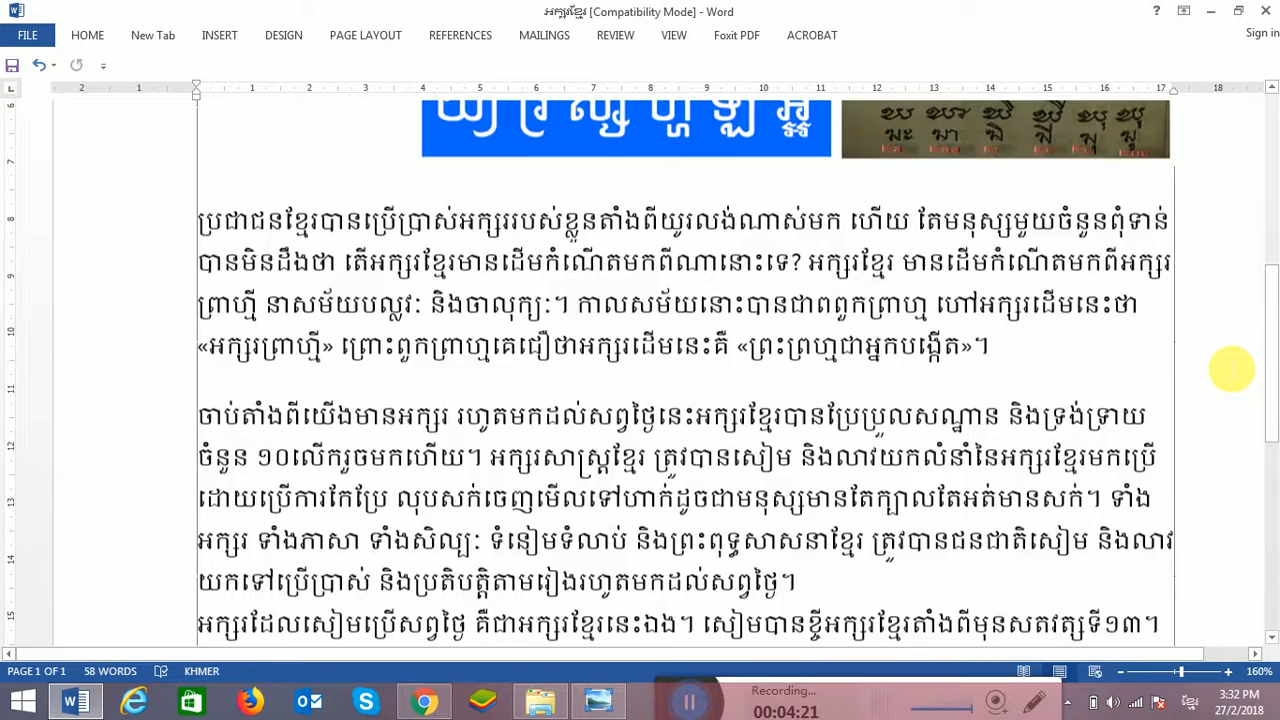 អក្សរខ្មែរ [Compatibility Mode] - Word
FILE HOME New Tab INSERT DESIGN PAGE LAYOUT REFERENCES MAILINGS REVIEW VIEW Foxit PDF ACROBAT Sign in
2 1 1 2 3 4 5 6 7 8 9 10 11 12 13 14 15 16 17 18
ប្រជាជនខ្មែរបានប្រើប្រាស់អក្សររបស់ខ្លួនតាំងពីយូរលង់ណាស់មក ហើយ តែមនុស្សមួយចំនួនពុំទាន់
បានមិនដឹងថា តើអក្សរខ្មែរមានដើមកំណើតមកពីណានោះទេ? អក្សរខ្មែរ មានដើមកំណើតមកពីអក្សរ
ព្រាហ្មី នាសម័យបល្លវៈ និងចាលុក្យៈ។ កាលសម័យនោះបានជាពពួកព្រាហ្ម ហៅអក្សរដើមនេះថា
«អក្សរព្រាហ្មី» ព្រោះពួកព្រាហ្មគេជឿថាអក្សរដើមនេះគឺ «ព្រះព្រហ្មជាអ្នកបង្កើត»។
ចាប់តាំងពីយើងមានអក្សរ រហូតមកដល់សព្វថ្ងៃនេះអក្សរខ្មែរបានប្រែប្រួលសណ្ឋាន និងទ្រង់ទ្រាយ
ចំនួន ១០លើករួចមកហើយ។ អក្សរសាស្ត្រខ្មែរ ត្រូវបានសៀម និងលាវយកលំនាំនៃអក្សរខ្មែរមកប្រើ
ដោយប្រើការកែប្រែ លុបសក់ចេញមើលទៅហាក់ដូចជាមនុស្សមានតែក្បាលតែអត់មានសក់។ ទាំង
អក្សរ ទាំងភាសា ទាំងសិល្បៈ ទំនៀមទំលាប់ និងព្រះពុទ្ធសាសនាខ្មែរ ត្រូវបានជនជាតិសៀម និងលាវ
យកទៅប្រើប្រាស់ និងប្រតិបត្តិតាមរៀងរហូតមកដល់សព្វថ្ងៃ។
អក្សរដែលសៀមប្រើសព្វថ្ងៃ គឺជាអក្សរខ្មែរនេះឯង។ សៀមបានខ្ចីអក្សរខ្មែរតាំងពីមុនសតវត្សទី១៣។
PAGE 1 OF 1 58 WORDS KHMER 160%
Recording...
00:04:21
3:32 PM
27/2/2018